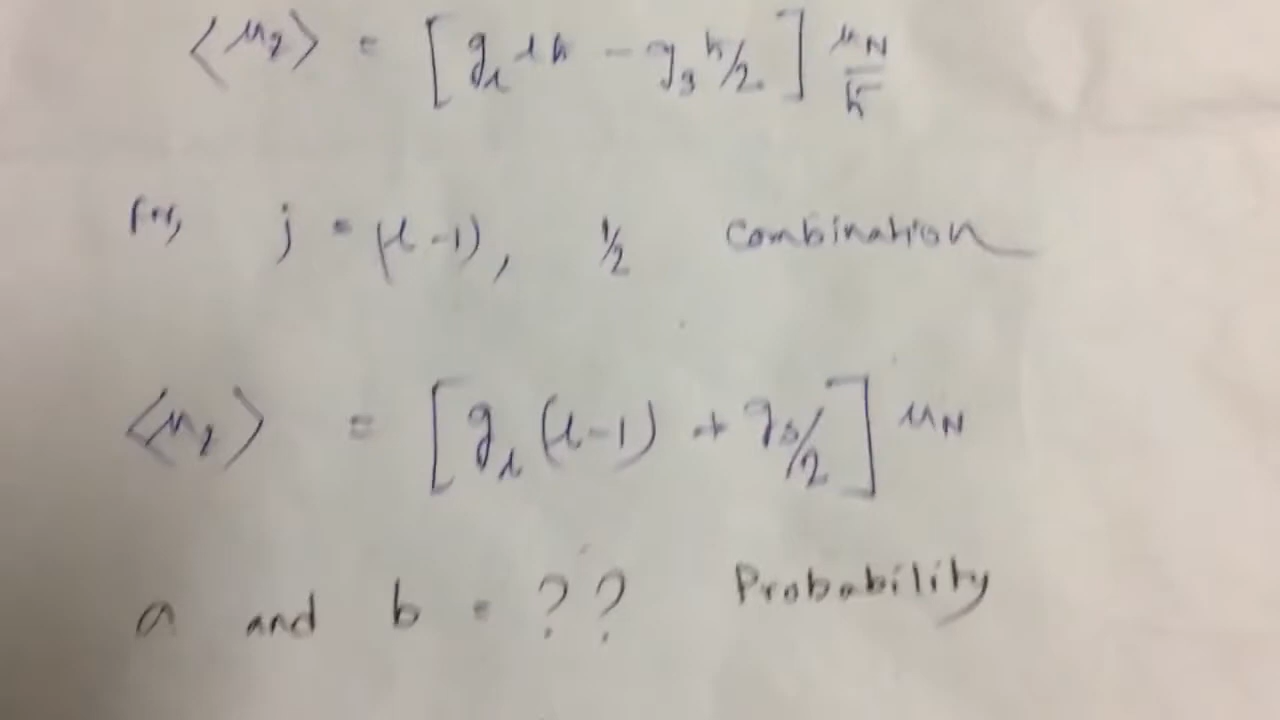 ⟨μz⟩ = [gl lħ − gs ħ/2] μN/ħ
for, j = (l-1), 1/2 combination
⟨μz⟩ = [gl (l-1) + gs/2] μN
a and b = ?? Probability